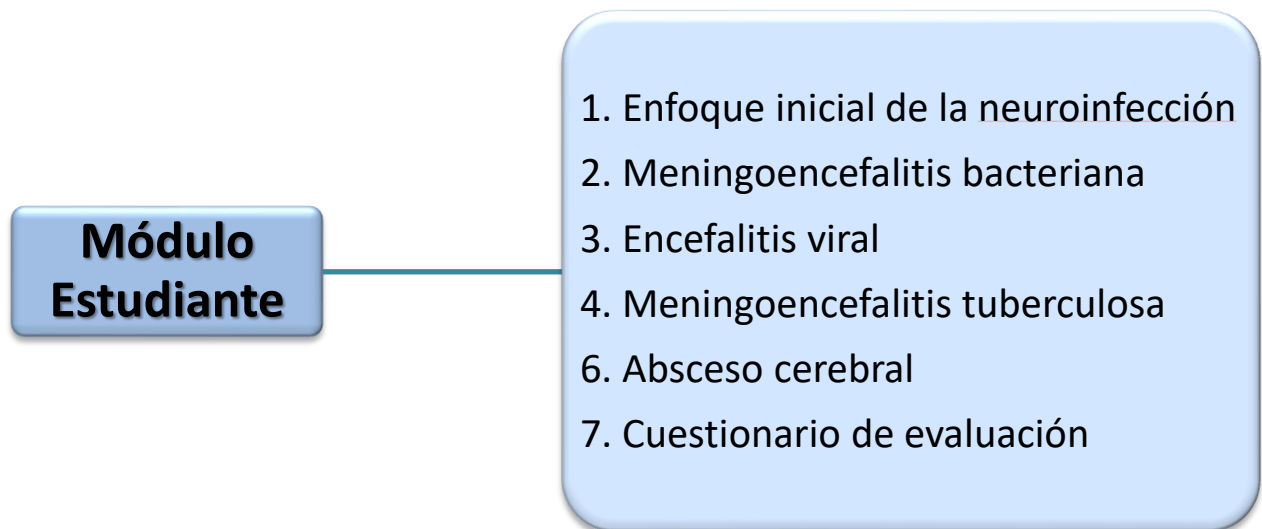 Módulo
Estudiante
1. Enfoque inicial de la neuroinfección
2. Meningoencefalitis bacteriana
3. Encefalitis viral
4. Meningoencefalitis tuberculosa
6. Absceso cerebral
7. Cuestionario de evaluación